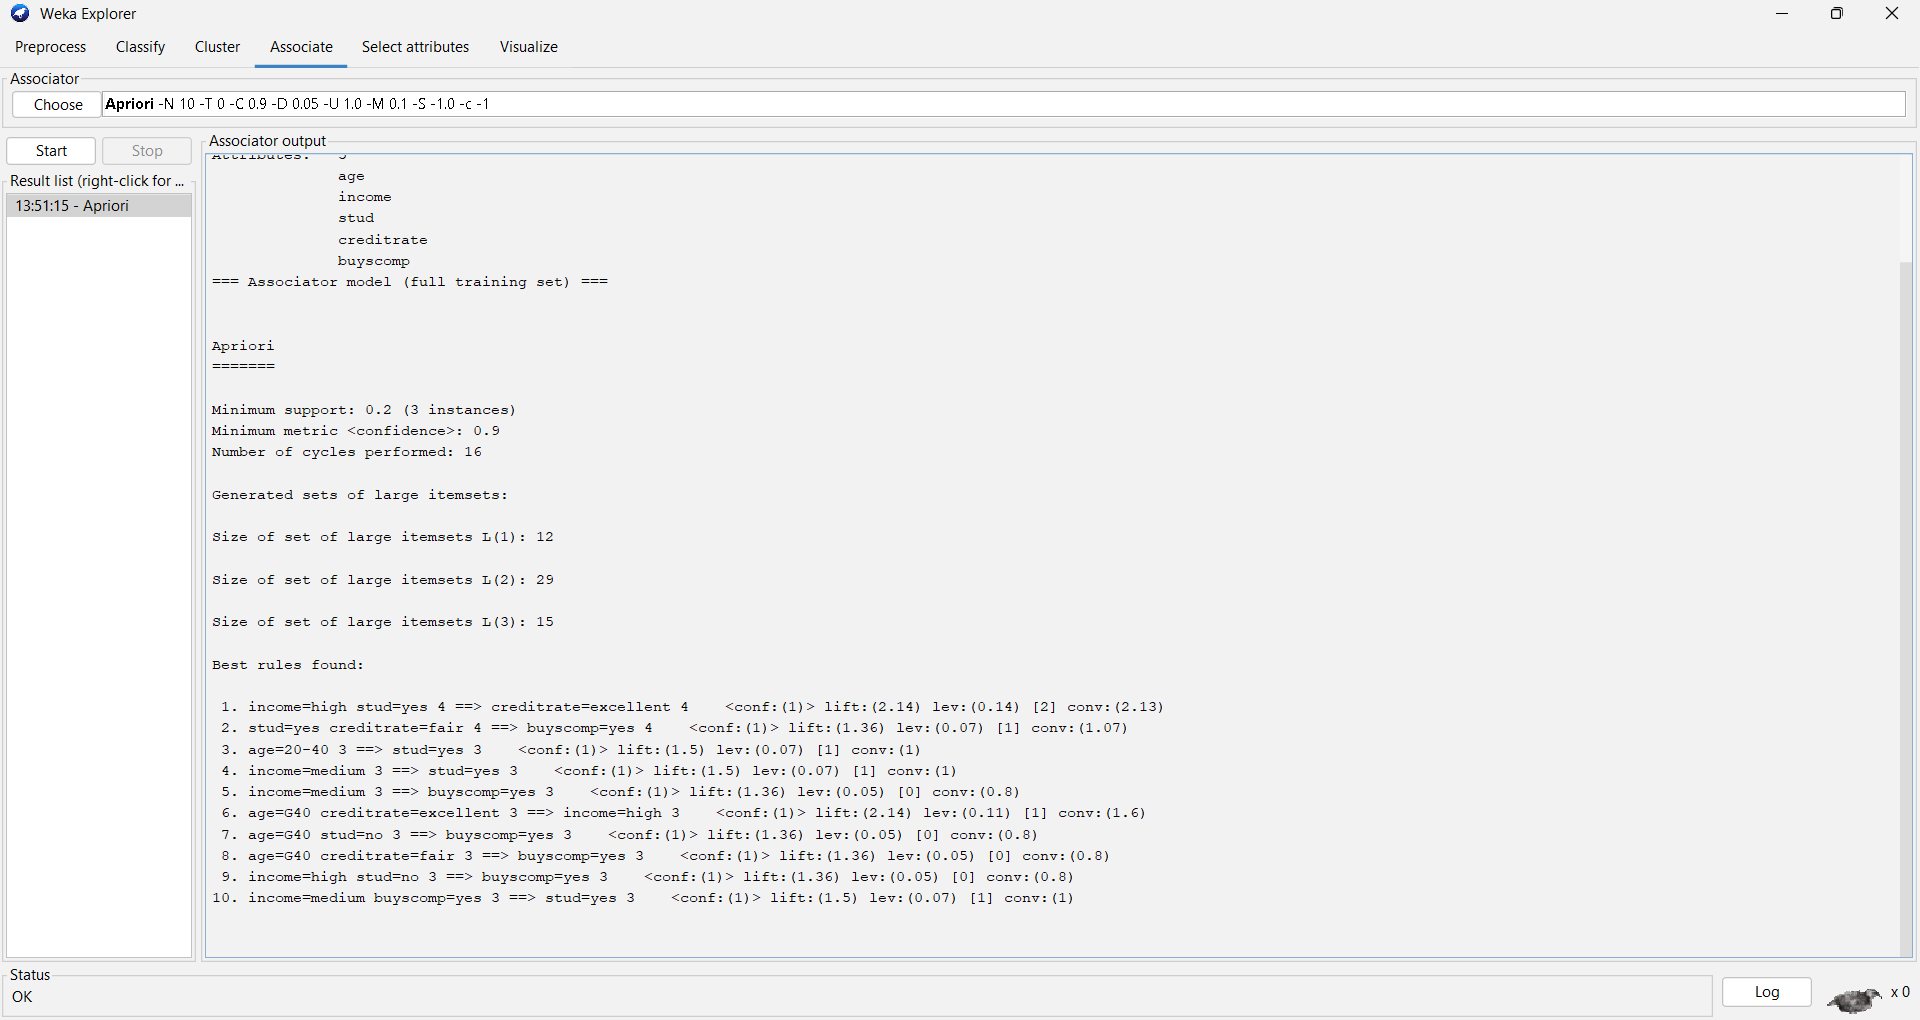 Weka Explorer
Preprocess Classify Cluster Associate Select attributes Visualize
Associator
Choose Apriori -N 10 -T 0 -C 0.9 -D 0.05 -U 1.0 -M 0.1 -S -1.0 -c -1
Start Stop
Associator output
Result list (right-click for ...
13:51:15 - Apriori
Attributes: 5
age
income
stud
creditrate
buyscomp
=== Associator model (full training set) ===
Apriori
=======
Minimum support: 0.2 (3 instances)
Minimum metric <confidence>: 0.9
Number of cycles performed: 16
Generated sets of large itemsets:
Size of set of large itemsets L(1): 12
Size of set of large itemsets L(2): 29
Size of set of large itemsets L(3): 15
Best rules found:
1. income=high stud=yes 4 ==> creditrate=excellent 4 <conf:(1)> lift:(2.14) lev:(0.14) [2] conv:(2.13)
2. stud=yes creditrate=fair 4 ==> buyscomp=yes 4 <conf:(1)> lift:(1.36) lev:(0.07) [1] conv:(1.07)
3. age=20-40 3 ==> stud=yes 3 <conf:(1)> lift:(1.5) lev:(0.07) [1] conv:(1)
4. income=medium 3 ==> stud=yes 3 <conf:(1)> lift:(1.5) lev:(0.07) [1] conv:(1)
5. income=medium 3 ==> buyscomp=yes 3 <conf:(1)> lift:(1.36) lev:(0.05) [0] conv:(0.8)
6. age=G40 creditrate=excellent 3 ==> income=high 3 <conf:(1)> lift:(2.14) lev:(0.11) [1] conv:(1.6)
7. age=G40 stud=no 3 ==> buyscomp=yes 3 <conf:(1)> lift:(1.36) lev:(0.05) [0] conv:(0.8)
8. age=G40 creditrate=fair 3 ==> buyscomp=yes 3 <conf:(1)> lift:(1.36) lev:(0.05) [0] conv:(0.8)
9. income=high stud=no 3 ==> buyscomp=yes 3 <conf:(1)> lift:(1.36) lev:(0.05) [0] conv:(0.8)
10. income=medium buyscomp=yes 3 ==> stud=yes 3 <conf:(1)> lift:(1.5) lev:(0.07) [1] conv:(1)
Status
OK
Log
x 0